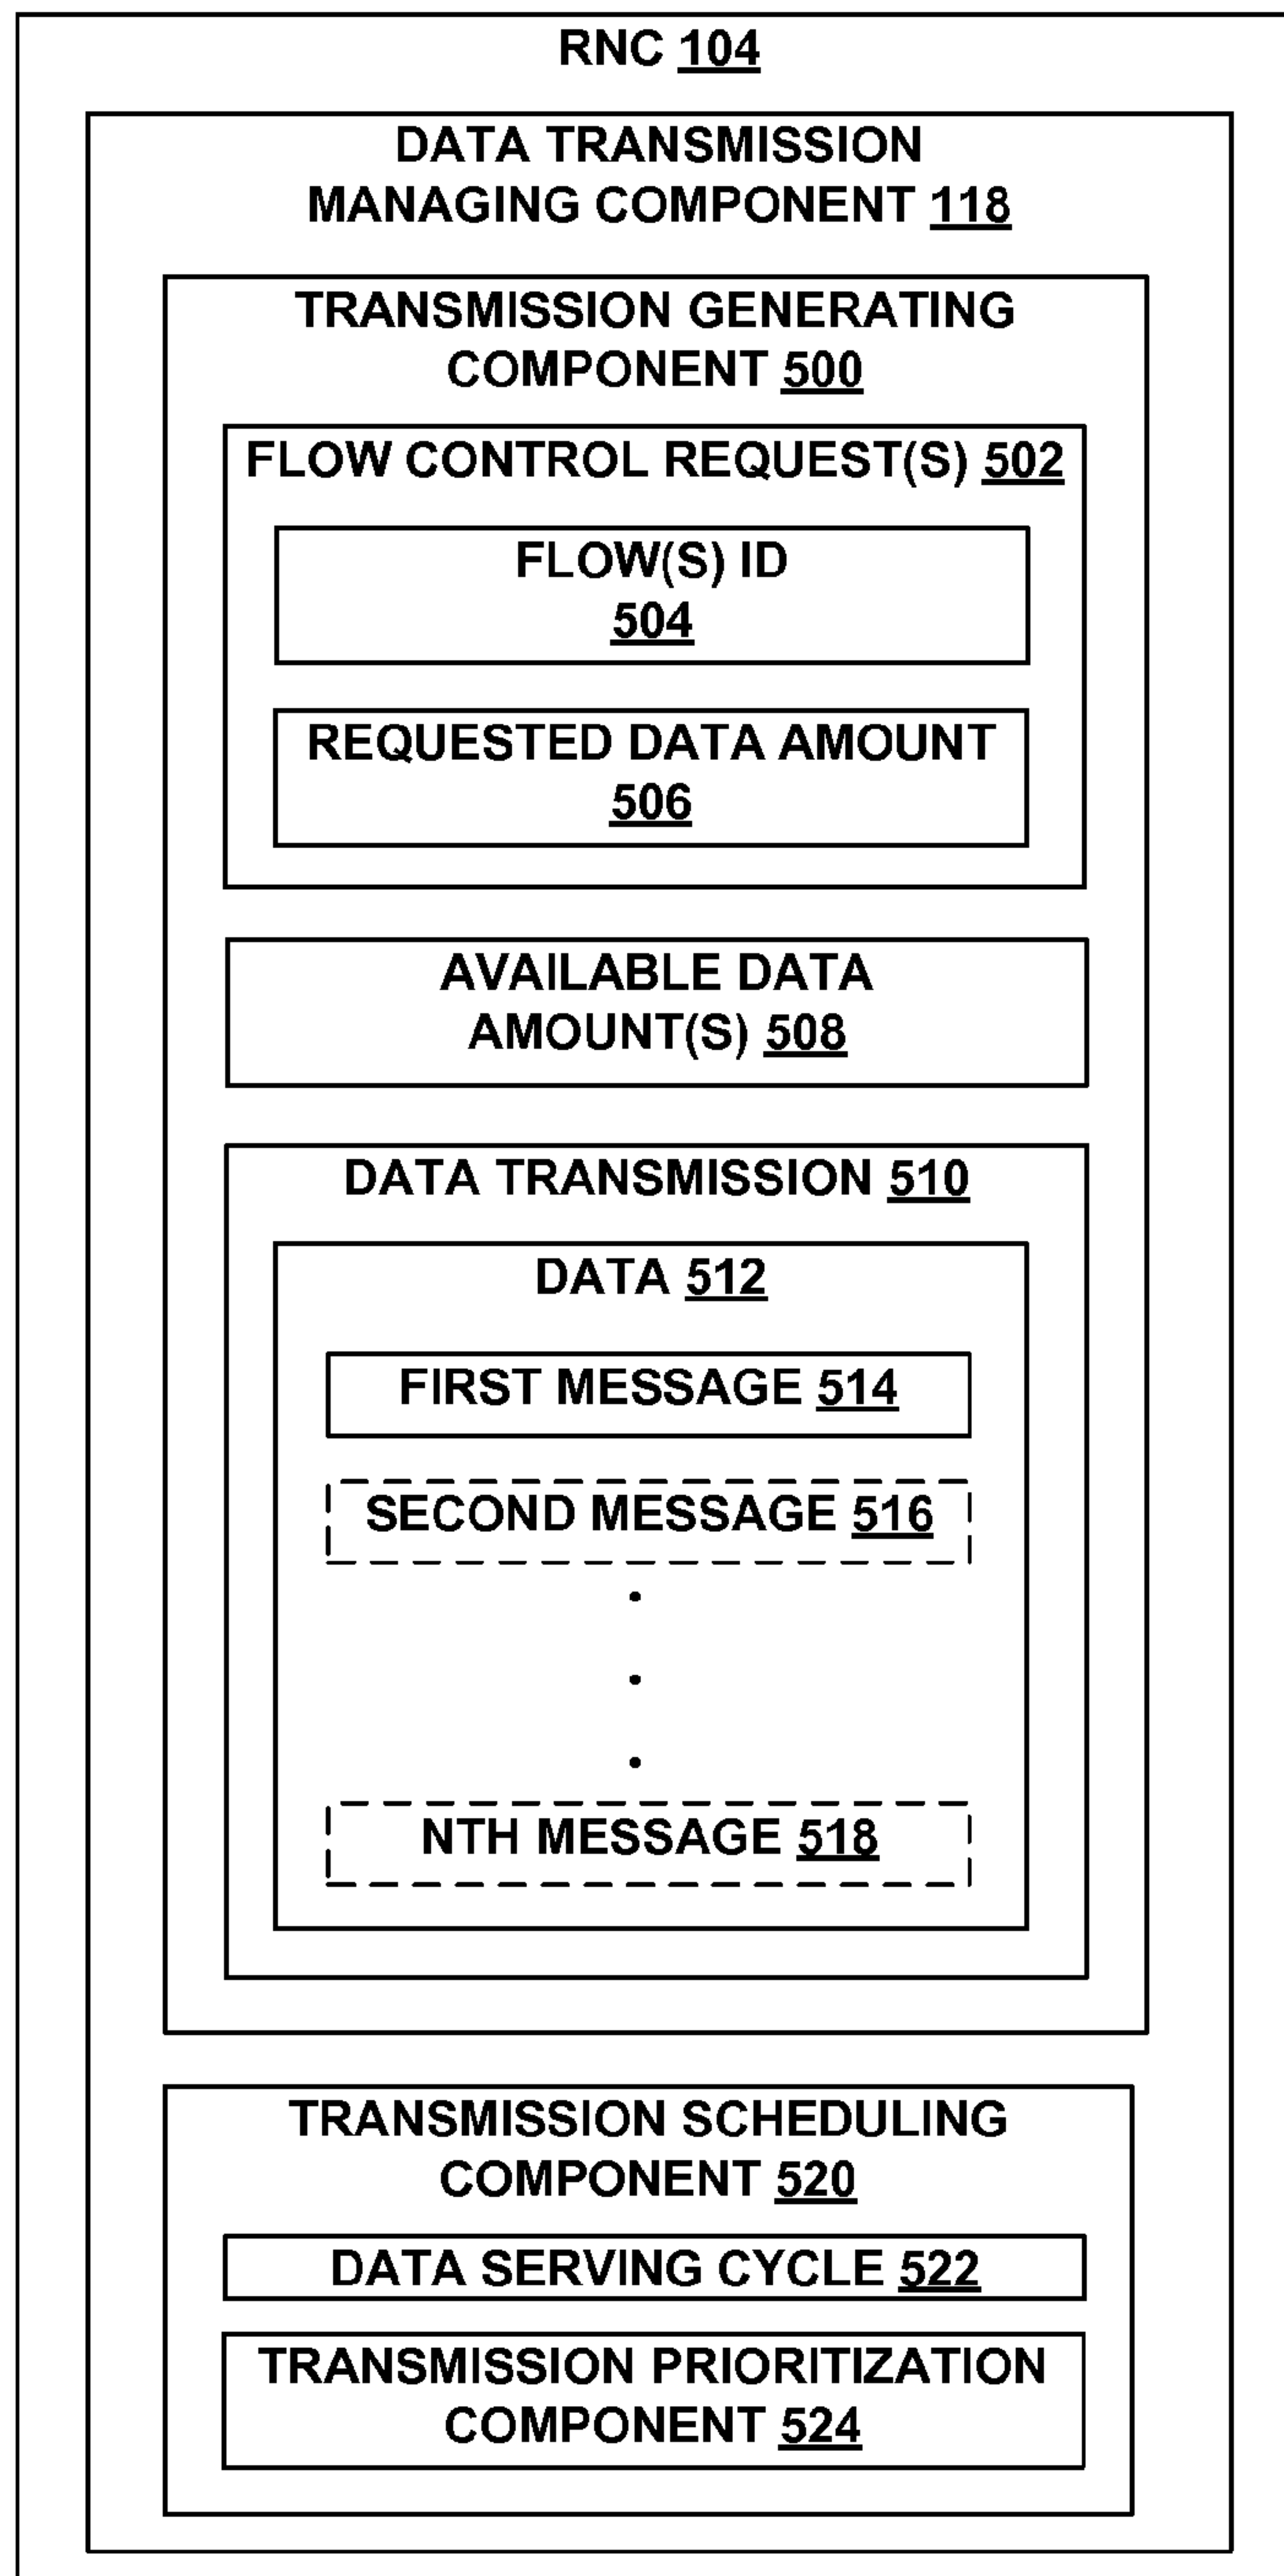 RNC 104
DATA TRANSMISSION
MANAGING COMPONENT 118
TRANSMISSION GENERATING
COMPONENT 500
FLOW CONTROL REQUEST(S) 502
FLOW(S) ID
504
REQUESTED DATA AMOUNT
506
AVAILABLE DATA
AMOUNT(S) 508
DATA TRANSMISSION 510
DATA 512
FIRST MESSAGE 514
SECOND MESSAGE 516
NTH MESSAGE 518
TRANSMISSION SCHEDULING
COMPONENT 520
DATA SERVING CYCLE 522
TRANSMISSION PRIORITIZATION
COMPONENT 524